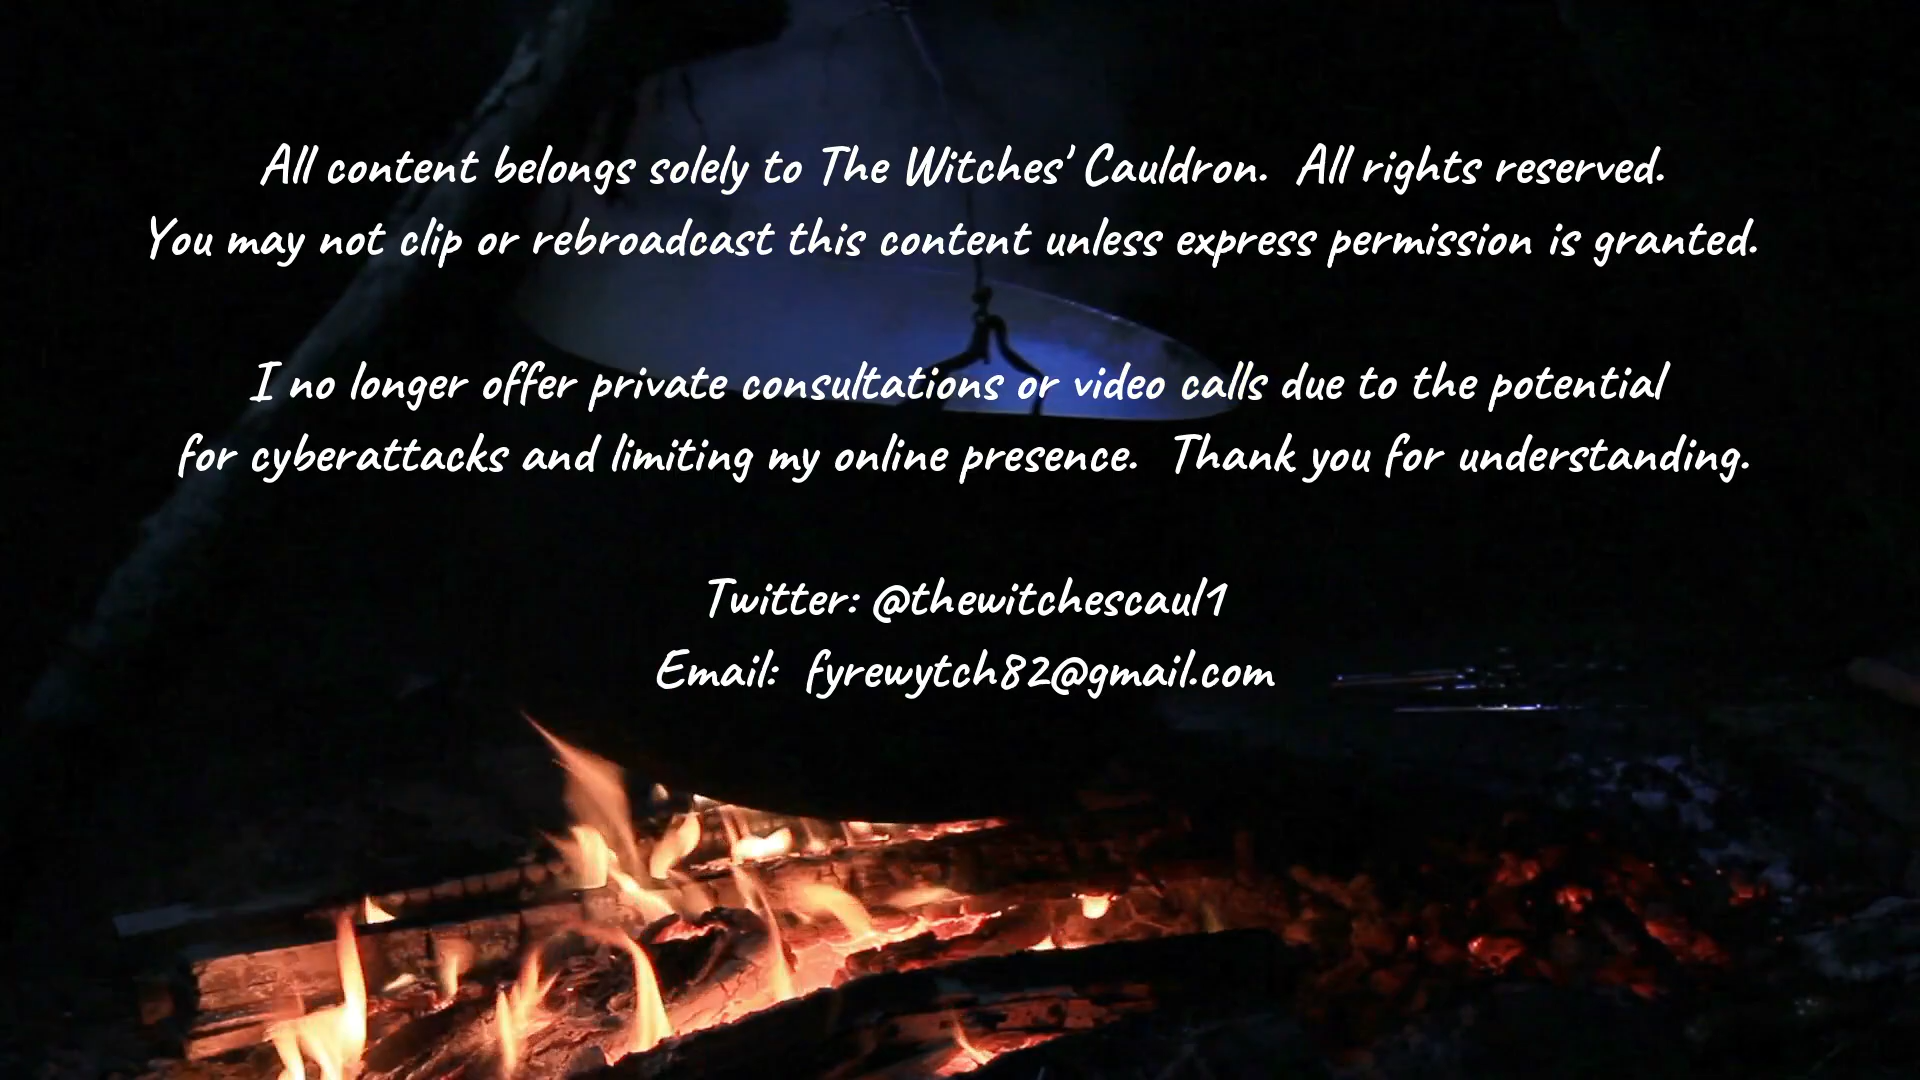 All content belongs solely to The Witches' Cauldron.  All rights reserved.
You may not clip or rebroadcast this content unless express permission is granted.
I no longer offer private consultations or video calls due to the potential
for cyberattacks and limiting my online presence.  Thank you for understanding.
Twitter: @thewitchescaul1
Email:  fyrewytch82@gmail.com